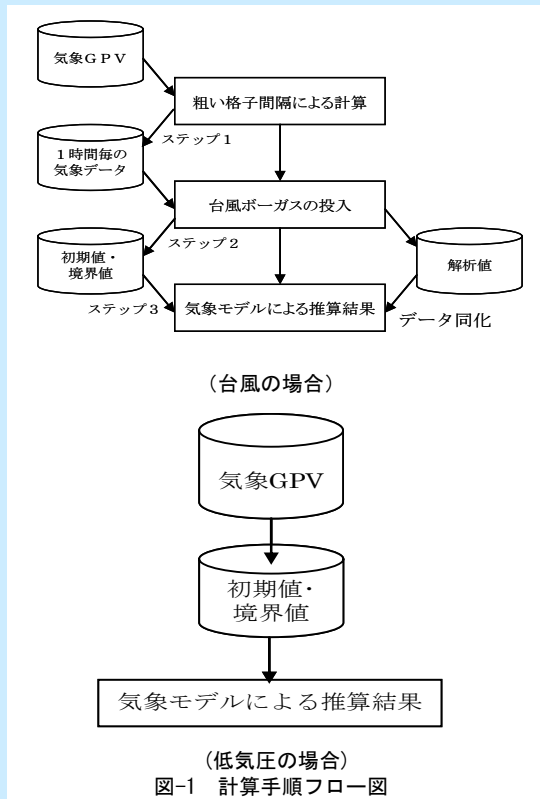 気象ＧＰＶ
粗い格子間隔による計算
ステップ１
１時間毎の
気象データ
台風ボーガスの投入
ステップ２
初期値・
境界値
解析値
ステップ３
気象モデルによる推算結果
データ同化
(台風の場合)
気象GPV
初期値・
境界値
気象モデルによる推算結果
(低気圧の場合)
図-1　計算手順フロー図